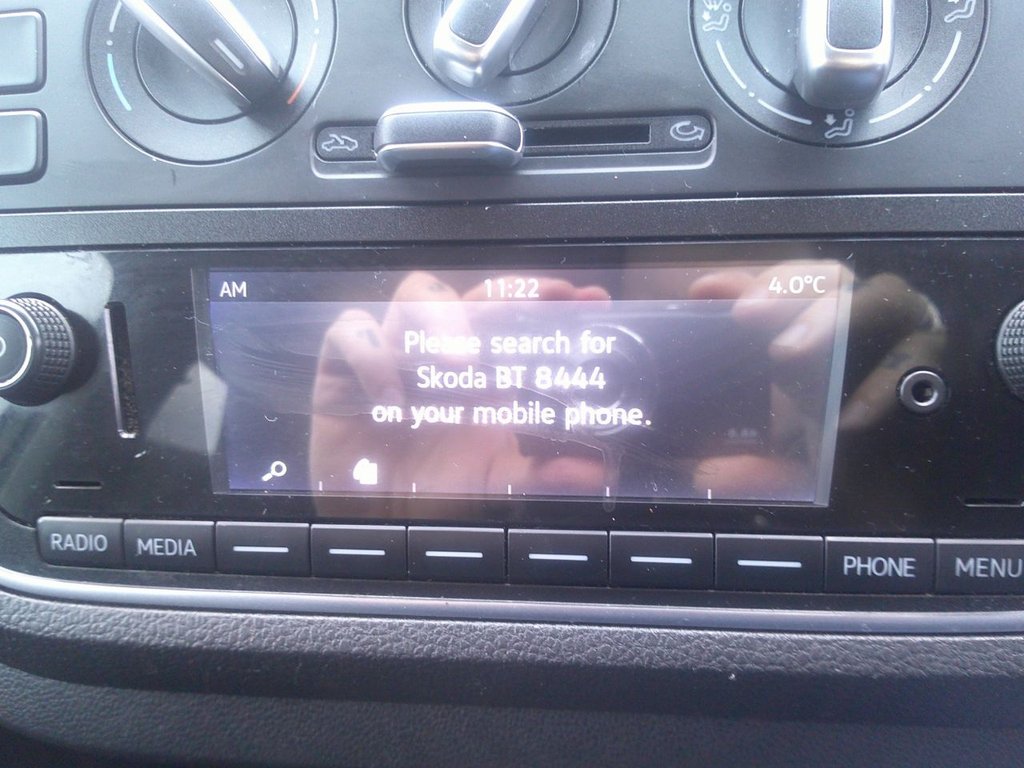 AM 11:22 4.0°C
Please search for
Skoda BT 8444
on your mobile phone.
RADIO MEDIA PHONE MENU